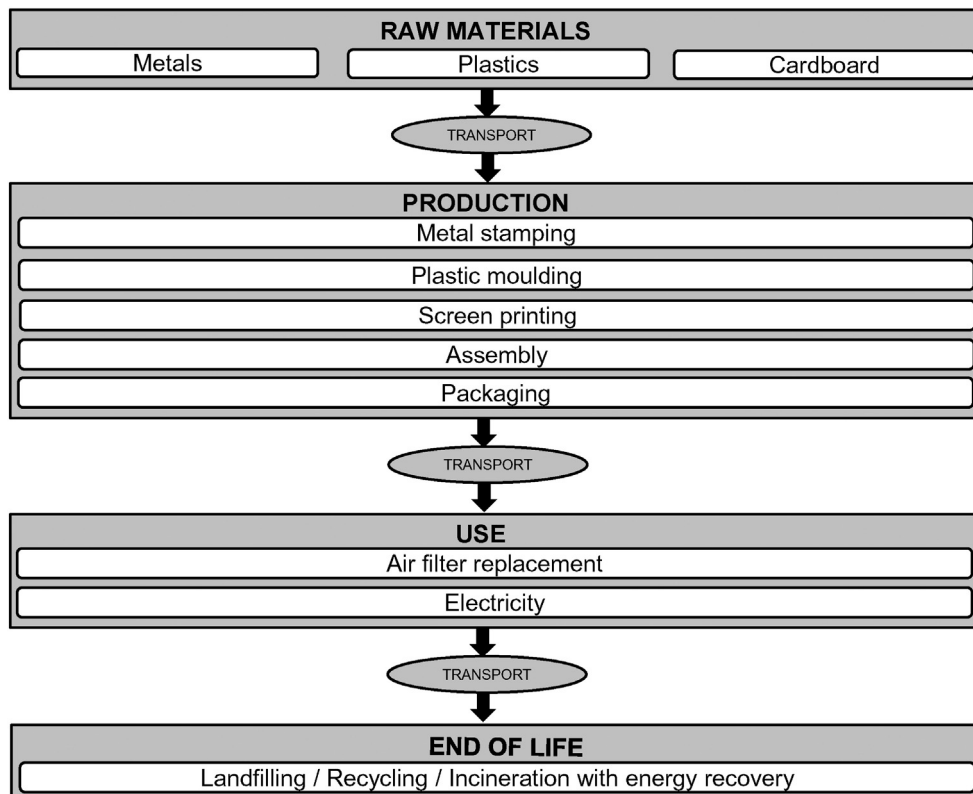 RAW MATERIALS
Metals Plastics Cardboard
TRANSPORT
PRODUCTION
Metal stamping
Plastic moulding
Screen printing
Assembly
Packaging
TRANSPORT
USE
Air filter replacement
Electricity
TRANSPORT
END OF LIFE
Landfilling / Recycling / Incineration with energy recovery